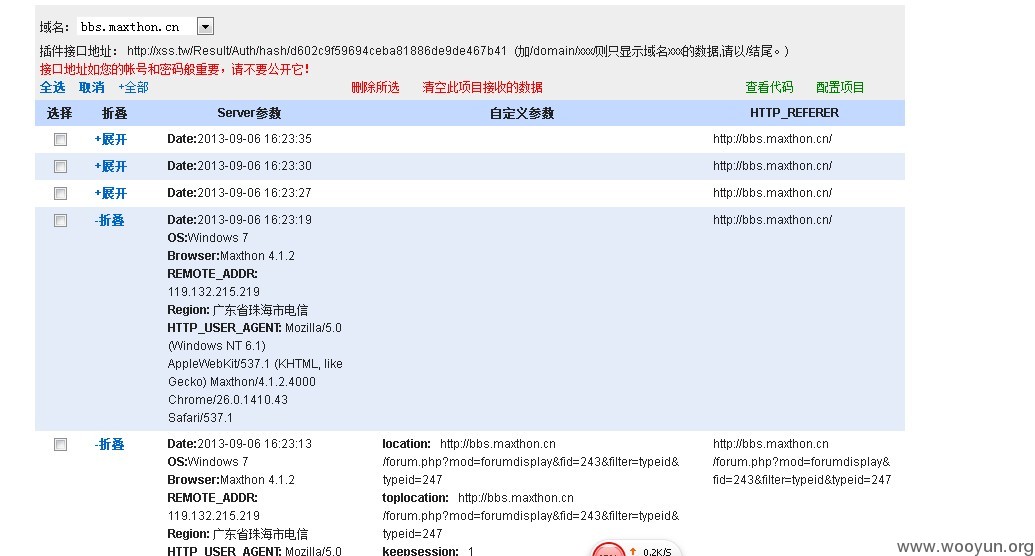 域名: bbs.maxthon.cn
插件接口地址: http://xss.tw/Result/Auth/hash/d602c9f59694ceba81886de9de467b41 (加/domain/xxx/则只显示域名xxx的数据,请以/结尾。)
接口地址如您的帐号和密码般重要，请不要公开它!
全选 取消 +全部 删除所选 清空此项目接收的数据 查看代码 配置项目
选择 折叠 Server参数 自定义参数 HTTP_REFERER
+展开 Date:2013-09-06 16:23:35 http://bbs.maxthon.cn/
+展开 Date:2013-09-06 16:23:30 http://bbs.maxthon.cn/
+展开 Date:2013-09-06 16:23:27 http://bbs.maxthon.cn/
-折叠 Date:2013-09-06 16:23:19 http://bbs.maxthon.cn/
OS:Windows 7
Browser:Maxthon 4.1.2
REMOTE_ADDR:
119.132.215.219
Region: 广东省珠海市电信
HTTP_USER_AGENT: Mozilla/5.0
(Windows NT 6.1)
AppleWebKit/537.1 (KHTML, like
Gecko) Maxthon/4.1.2.4000
Chrome/26.0.1410.43
Safari/537.1
-折叠 Date:2013-09-06 16:23:13 location: http://bbs.maxthon.cn http://bbs.maxthon.cn
OS:Windows 7 /forum.php?mod=forumdisplay&fid=243&filter=typeid& /forum.php?mod=forumdisplay&
Browser:Maxthon 4.1.2 typeid=247 fid=243&filter=typeid&typeid=247
REMOTE_ADDR: toplocation: http://bbs.maxthon.cn
119.132.215.219 /forum.php?mod=forumdisplay&fid=243&filter=typeid&
Region: 广东省珠海市电信 typeid=247
HTTP_USER_AGENT: Mozilla/5.0 keepsession: 1
0.2K/S
www.wooyun.org